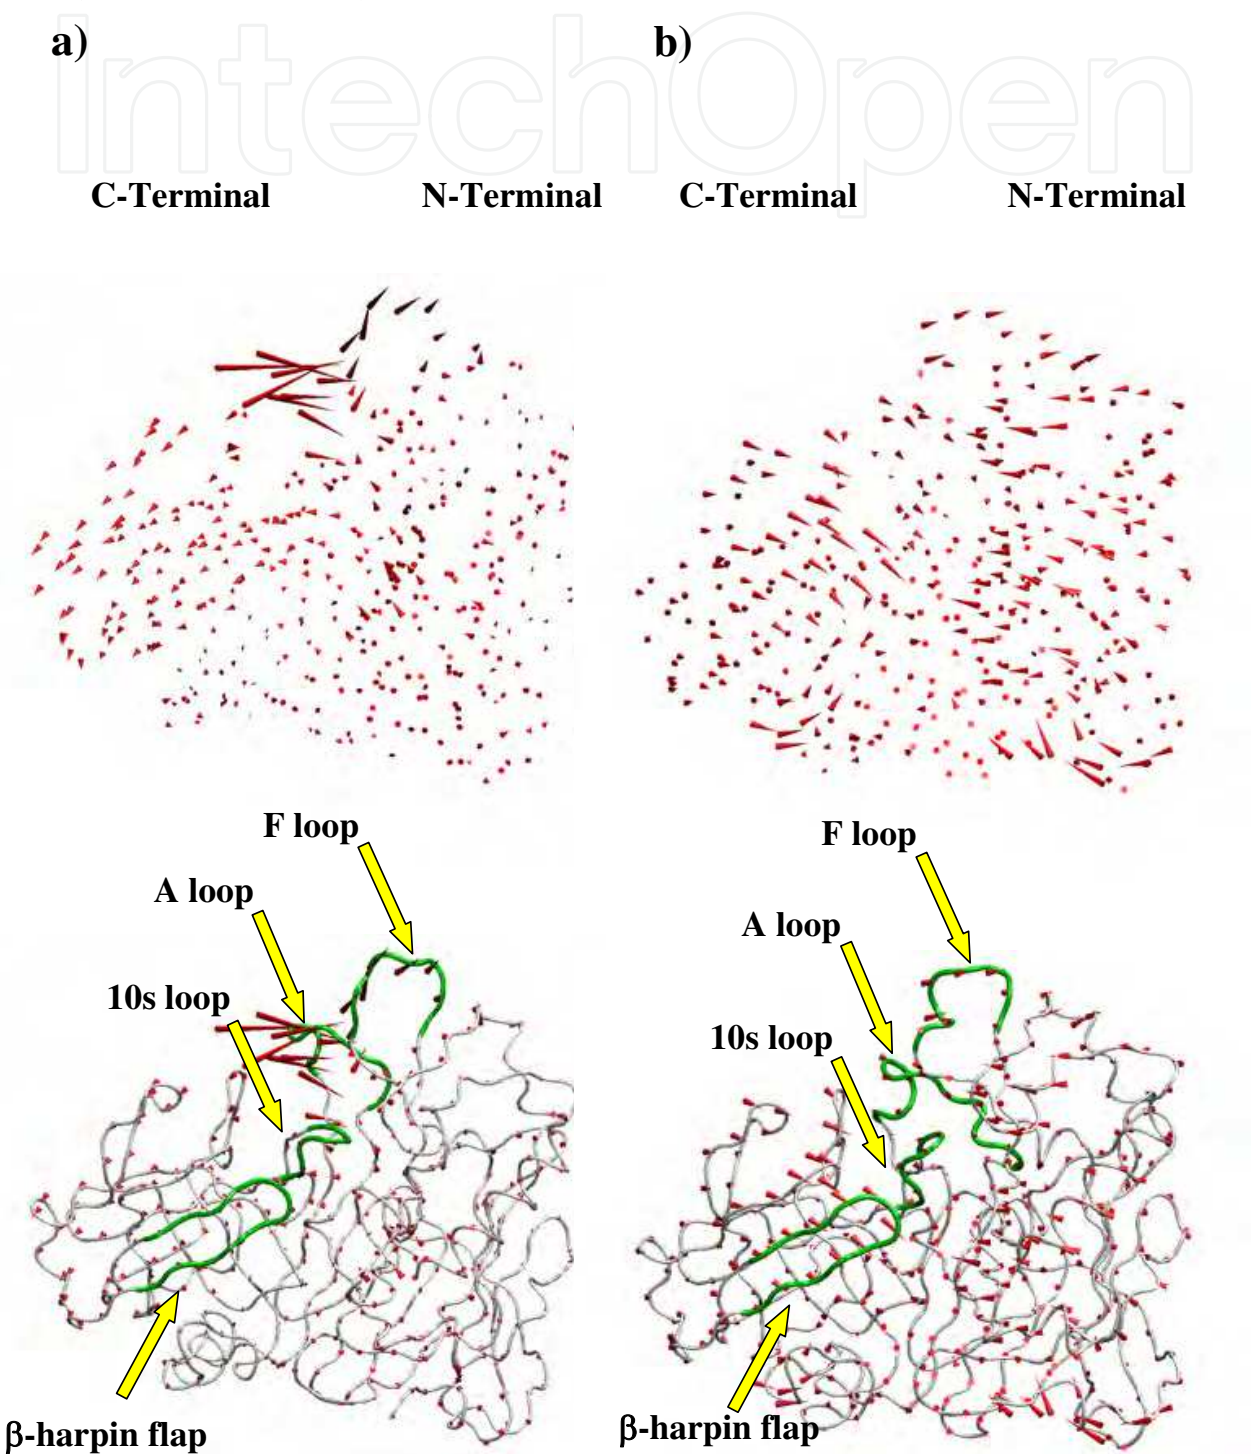 IntechOpen
a)
b)
C-Terminal
N-Terminal
C-Terminal
N-Terminal
F loop
A loop
10s loop
β-harpin flap
F loop
A loop
10s loop
β-harpin flap